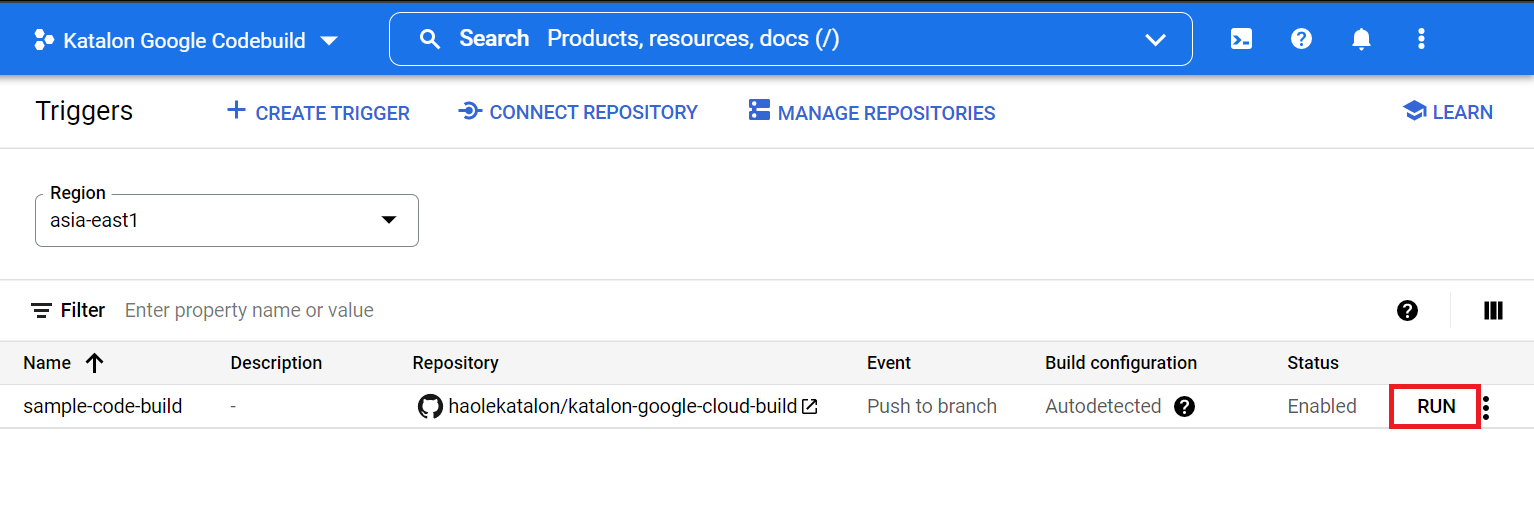 Katalon Google Codebuild Search Products, resources, docs (/)
Triggers CREATE TRIGGER CONNECT REPOSITORY MANAGE REPOSITORIES LEARN
Region
asia-east1
Filter Enter property name or value
Name Description Repository Event Build configuration Status
sample-code-build - haolekatalon/katalon-google-cloud-build Push to branch Autodetected Enabled RUN